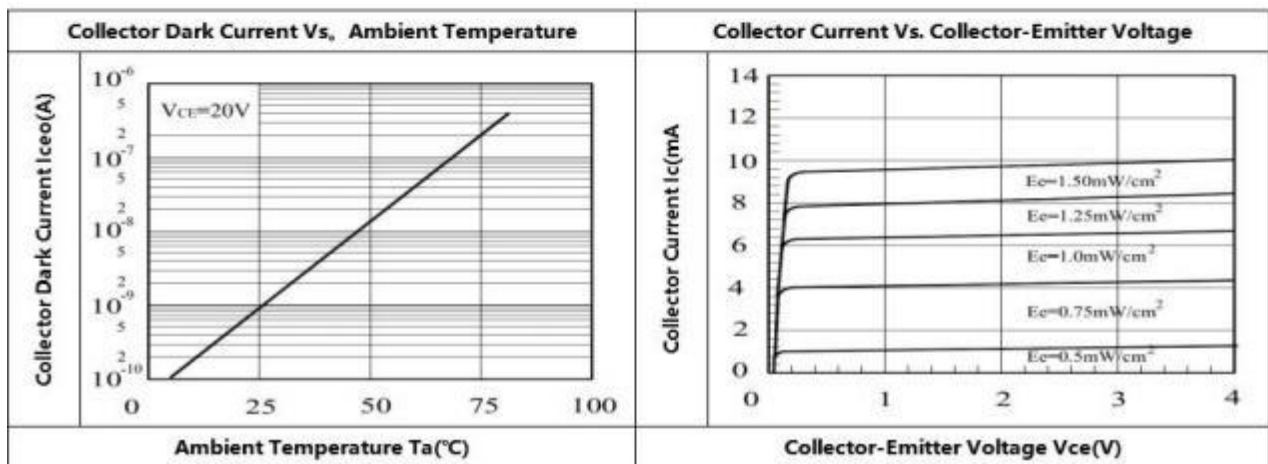 Collector Dark Current Vs。Ambient Temperature
Collector Dark Current Iceo(A)
VCE=20V
10-6
5
2
10-7
5
2
10-8
5
2
10-9
5
2
10-10
0 25 50 75 100
Ambient Temperature Ta(℃)
Collector Current Vs. Collector-Emitter Voltage
Collector Current Ic(mA
14
12
10
8
6
4
2
0
Ee=1.50mW/cm2
Ee=1.25mW/cm2
Ee=1.0mW/cm2
Ee=0.75mW/cm2
Ee=0.5mW/cm2
0 1 2 3 4
Collector-Emitter Voltage Vce(V)